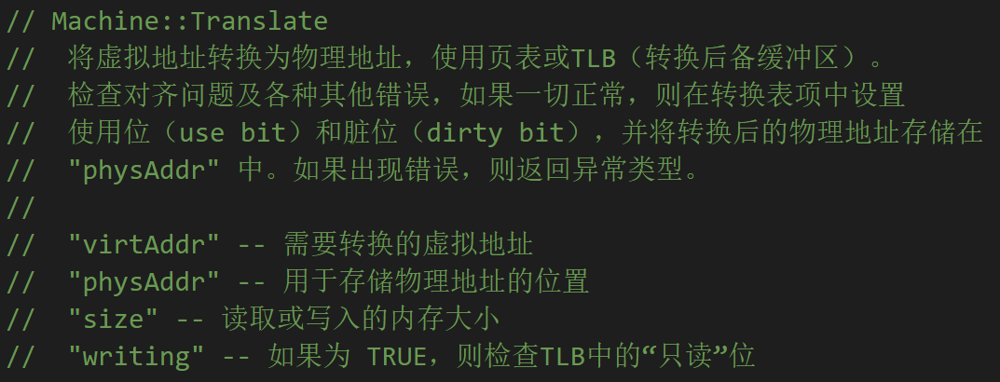 // Machine::Translate
//  将虚拟地址转换为物理地址，使用页表或TLB（转换后备缓冲区）。
//  检查对齐问题及各种其他错误，如果一切正常，则在转换表项中设置
//  使用位（use bit）和脏位（dirty bit），并将转换后的物理地址存储在
//  "physAddr" 中。如果出现错误，则返回异常类型。
//
//  "virtAddr" -- 需要转换的虚拟地址
//  "physAddr" -- 用于存储物理地址的位置
//  "size" -- 读取或写入的内存大小
//  "writing" -- 如果为 TRUE，则检查TLB中的“只读”位